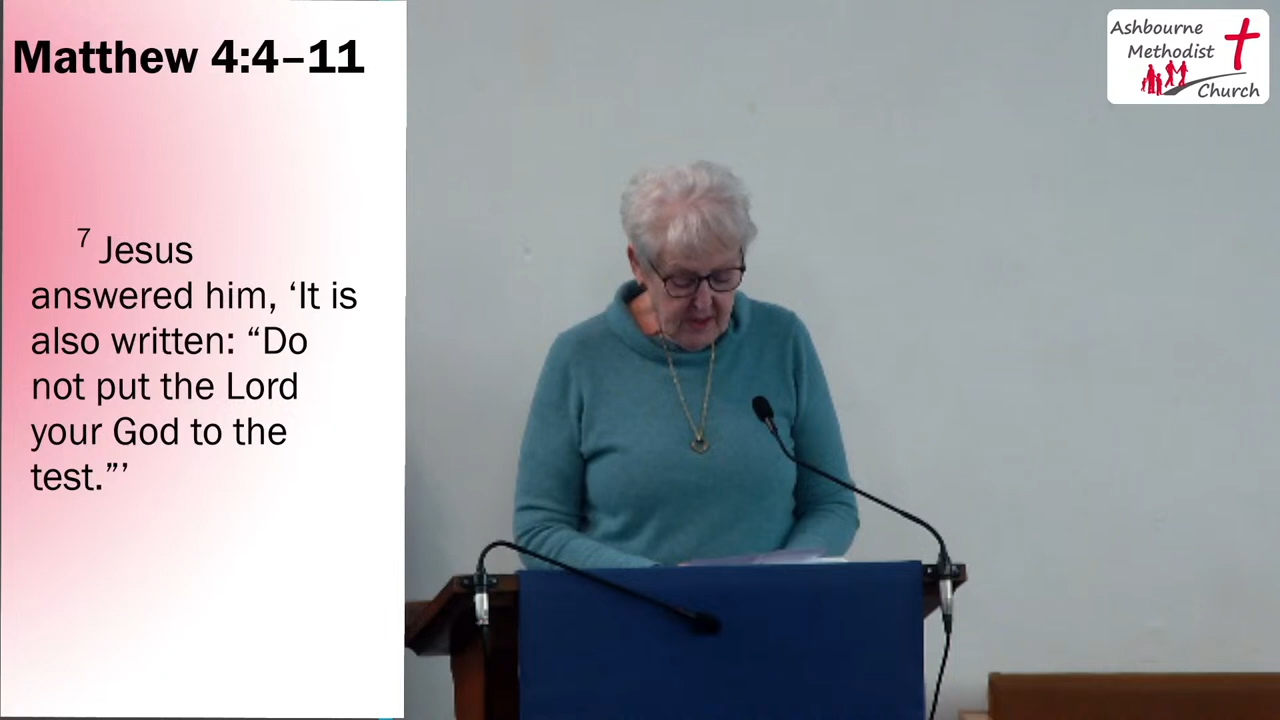 Matthew 4:4–11
7 Jesus
answered him, ‘It is
also written: “Do
not put the Lord
your God to the
test.”’
Ashbourne
Methodist
Church